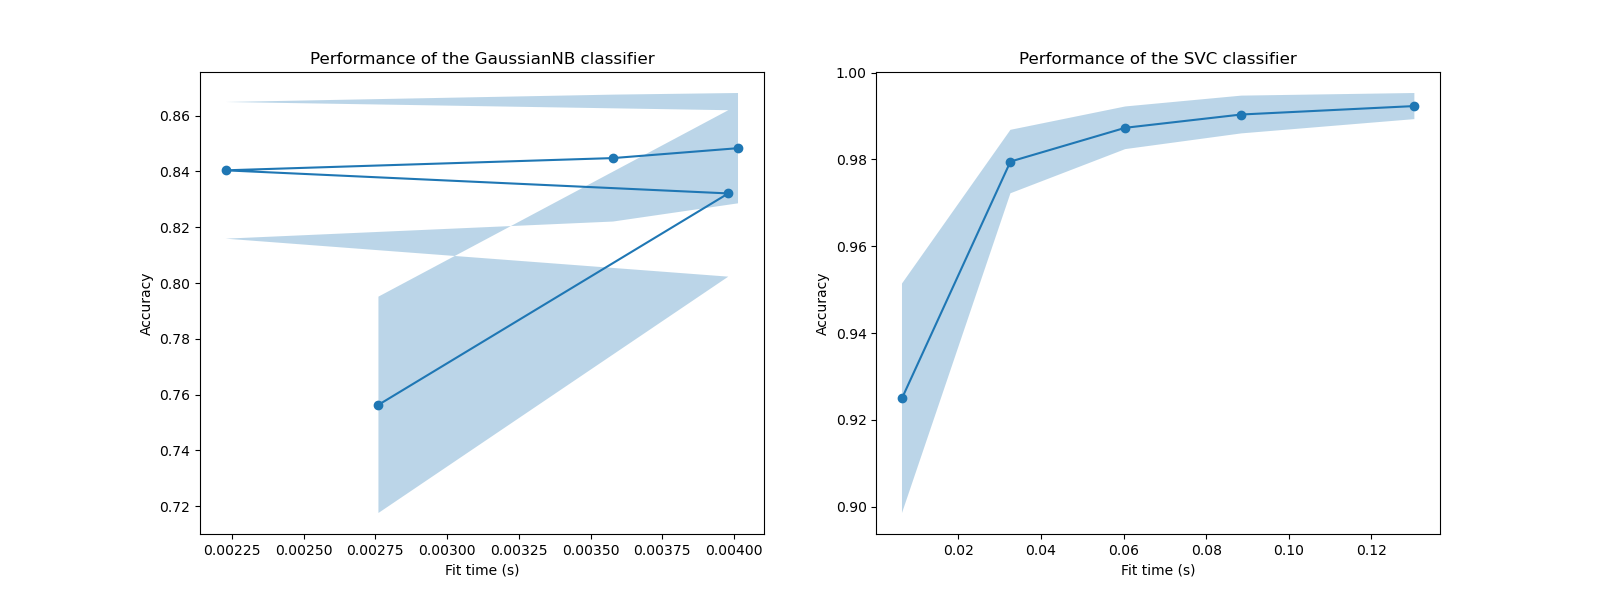 Performance of the GaussianNB classifier
Accuracy
0.86
0.84
0.82
0.80
0.78
0.76
0.74
0.72
0.00225 0.00250 0.00275 0.00300 0.00325 0.00350 0.00375 0.00400
Fit time (s)
Performance of the SVC classifier
Accuracy
1.00
0.98
0.96
0.94
0.92
0.90
0.02 0.04 0.06 0.08 0.10 0.12
Fit time (s)